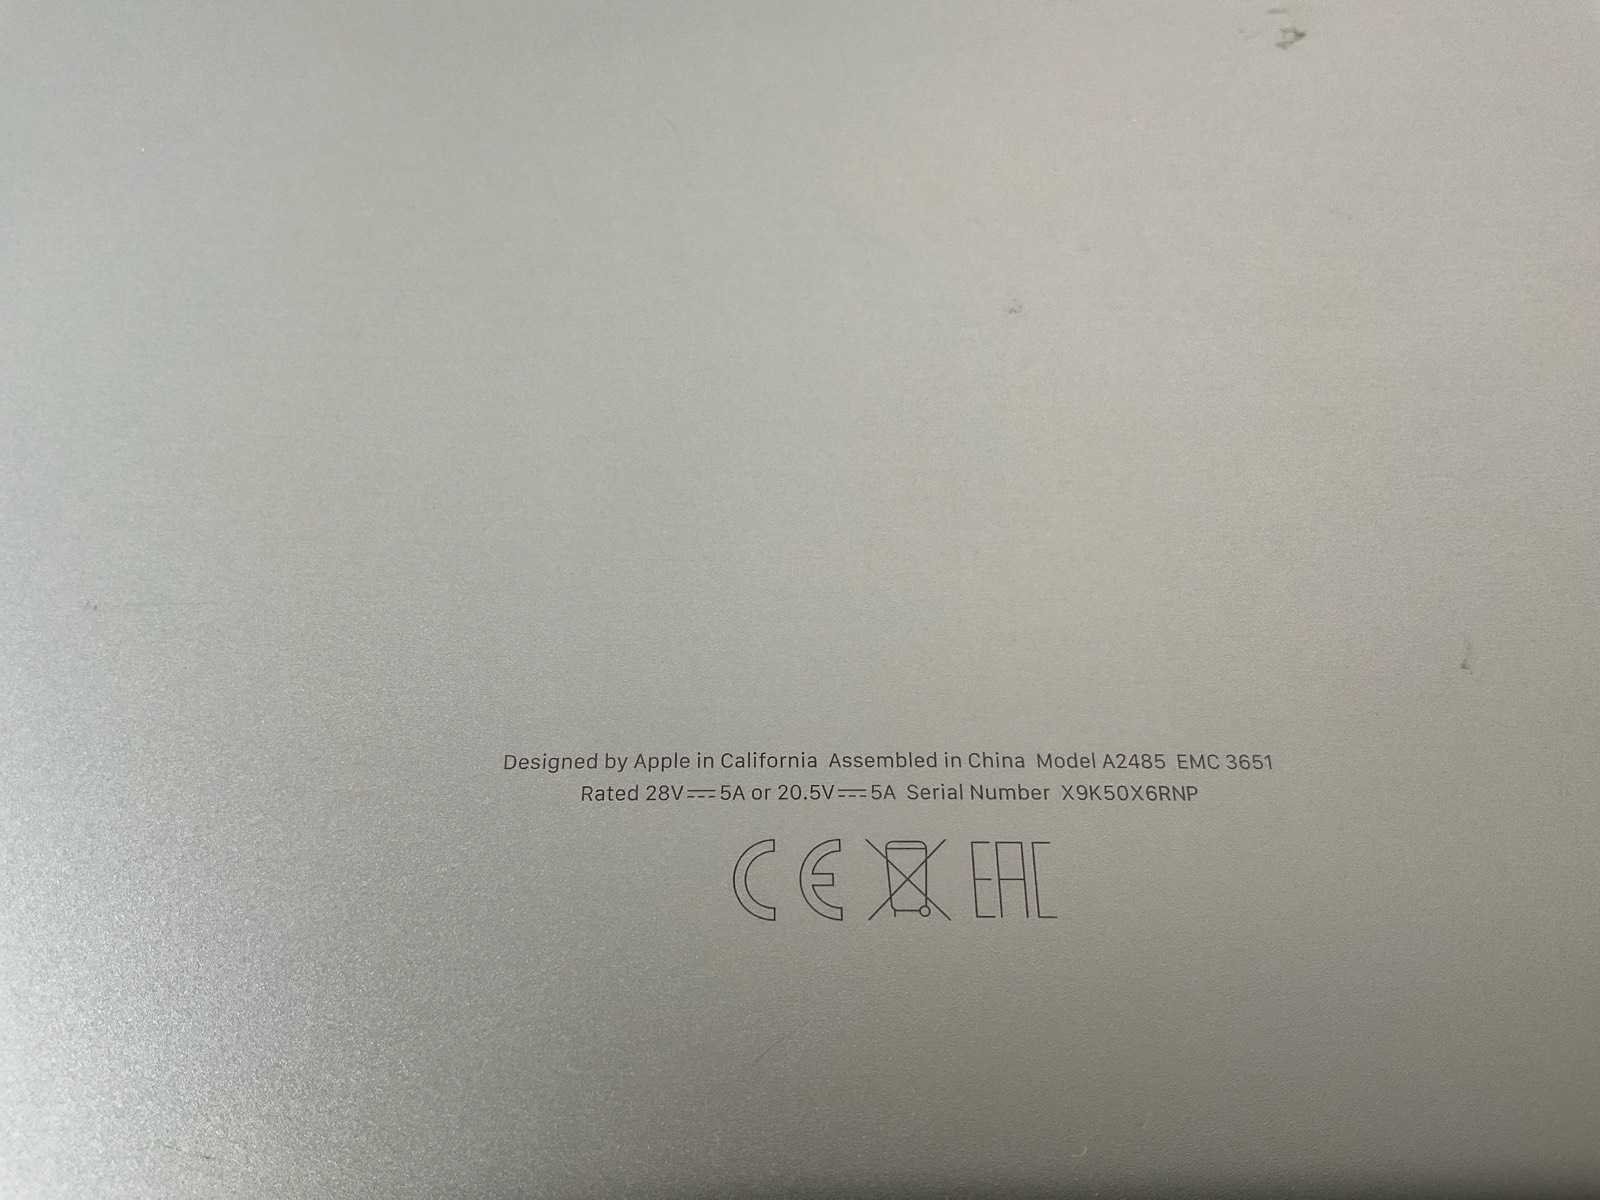 Designed by Apple in California Assembled in China Model A2485 EMC 3651
Rated 28V⎓5A or 20.5V⎓5A Serial Number X9K50X6RNP
CE EAC